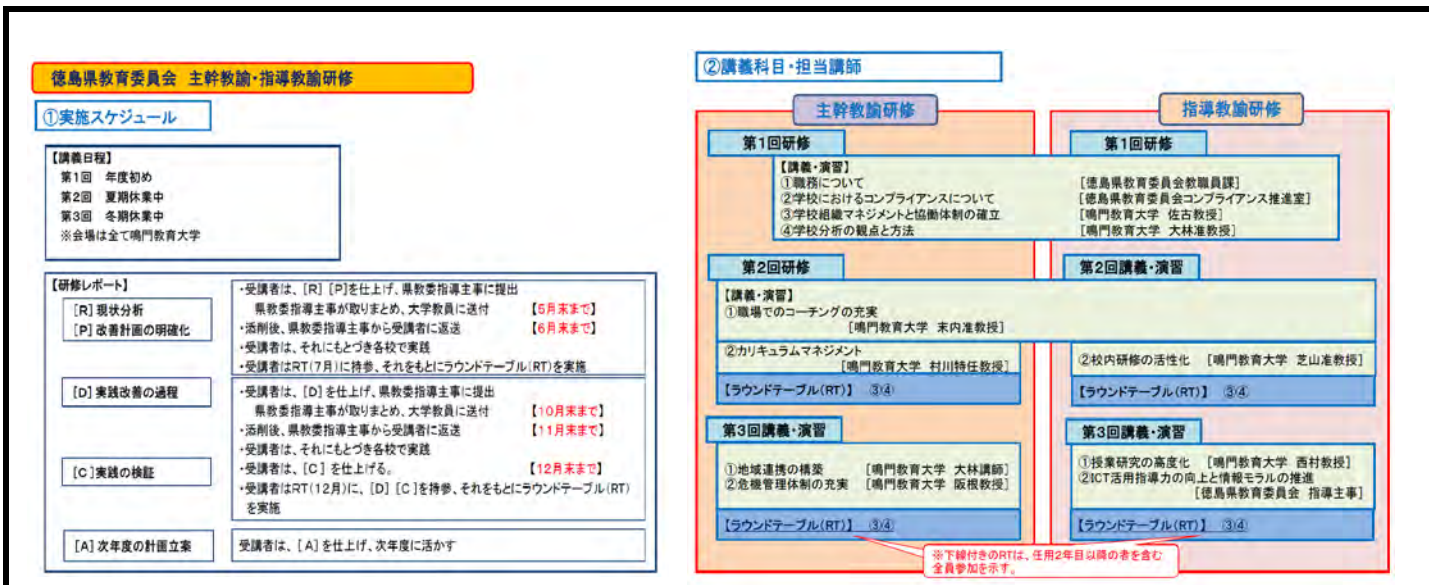 徳島県教育委員会 主幹教諭・指導教諭研修
①実施スケジュール
【講義日程】
第1回 年度初め
第2回 夏期休業中
第3回 冬期休業中
※会場は全て鳴門教育大学
【研修レポート】
[R]現状分析
[P]改善計画の明確化
・受講者は、[R] [P]を仕上げ、県教委指導主事に提出
県教委指導主事が取りまとめ、大学教員に送付 【5月末まで】
・添削後、県教委指導主事から受講者に返送 【6月末まで】
・受講者は、それにもとづき各校で実践
・受講者はRT(7月)に持参、それをもとにラウンドテーブル(RT)を実施
[D]実践改善の過程
・受講者は、[D]を仕上げ、県教委指導主事に提出
県教委指導主事が取りまとめ、大学教員に送付 【10月末まで】
・添削後、県教委指導主事から受講者に返送 【11月末まで】
・受講者は、それにもとづき各校で実践
[C]実践の検証
・受講者は、[C]を仕上げる。 【12月末まで】
・受講者はRT(12月)に、[D] [C]を持参、それをもとにラウンドテーブル(RT)
を実施
[A]次年度の計画立案
受講者は、[A]を仕上げ、次年度に活かす
②講義科目・担当講師
主幹教諭研修
指導教諭研修
第1回研修
第1回研修
【講義・演習】
①職務について [徳島県教育委員会教職員課]
②学校におけるコンプライアンスについて [徳島県教育委員会コンプライアンス推進室]
③学校組織マネジメントと協働体制の確立 [鳴門教育大学 佐古教授]
④学校分析の観点と方法 [鳴門教育大学 大林准教授]
第2回研修
第2回講義・演習
【講義・演習】
①職場でのコーチングの充実
[鳴門教育大学 末内准教授]
②カリキュラムマネジメント
[鳴門教育大学 村川特任教授]
②校内研修の活性化 [鳴門教育大学 芝山准教授]
【ラウンドテーブル(RT)】 ③④
【ラウンドテーブル(RT)】 ③④
第3回講義・演習
第3回講義・演習
①地域連携の構築 [鳴門教育大学 大林講師]
②危機管理体制の充実 [鳴門教育大学 阪根教授]
①授業研究の高度化 [鳴門教育大学 西村教授]
②ICT活用指導力の向上と情報モラルの推進
[徳島県教育委員会 指導主事]
【ラウンドテーブル(RT)】 ③④
【ラウンドテーブル(RT)】 ③④
※下線付きのRTは、任用2年目以降の者を含む
全員参加を示す。